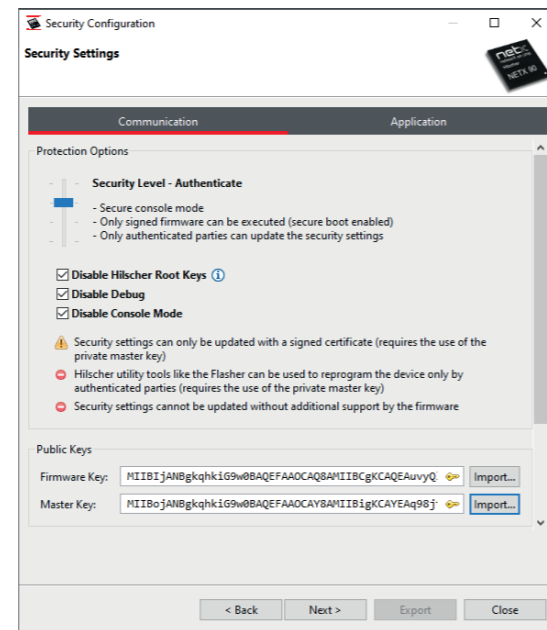 Security Configuration
Security Settings
netx
NETX 90
Communication
Application
Protection Options
Security Level - Authenticate
- Secure console mode
- Only signed firmware can be executed (secure boot enabled)
- Only authenticated parties can update the security settings
Disable Hilscher Root Keys
Disable Debug
Disable Console Mode
Security settings can only be updated with a signed certificate (requires the use of the
private master key)
Hilscher utility tools like the Flasher can be used to reprogram the device only by
authenticated parties (requires the use of the private master key)
Security settings cannot be updated without additional support by the firmware
Public Keys
Firmware Key: MIIBIjANBgkqhkiG9w0BAQEFAAOCAQ8AMIIBCgKCAQEAuvyQ Import...
Master Key: MIIBojANBgkqhkiG9w0BAQEFAAOCAY8AMIIBigKCAYEAq98j Import...
< Back Next > Export Close